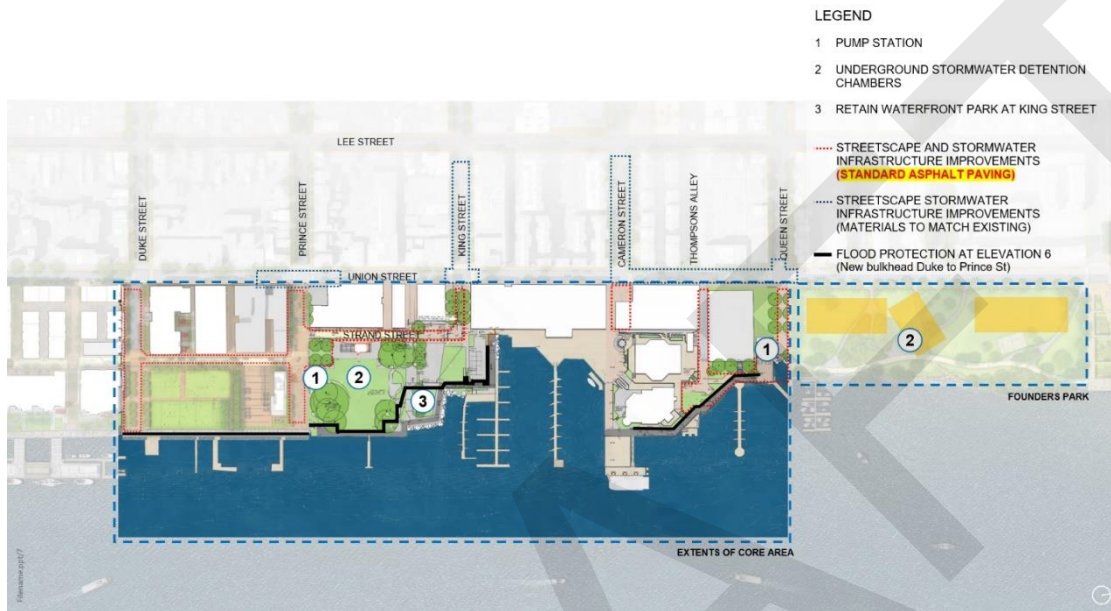 LEGEND
1 PUMP STATION
2 UNDERGROUND STORMWATER DETENTION
CHAMBERS
3 RETAIN WATERFRONT PARK AT KING STREET
STREETSCAPE AND STORMWATER
INFRASTRUCTURE IMPROVEMENTS
(STANDARD ASPHALT PAVING)
STREETSCAPE STORMWATER
INFRASTRUCTURE IMPROVEMENTS
(MATERIALS TO MATCH EXISTING)
FLOOD PROTECTION AT ELEVATION 6
(New bulkhead Duke to Prince St)
LEE STREET
DUKE STREET
PRINCE STREET
KING STREET
CAMERON STREET
THOMPSONS ALLEY
QUEEN STREET
UNION STREET
STRAND STREET
1
2
3
1
2
FOUNDERS PARK
EXTENTS OF CORE AREA
Filename.ppt/7